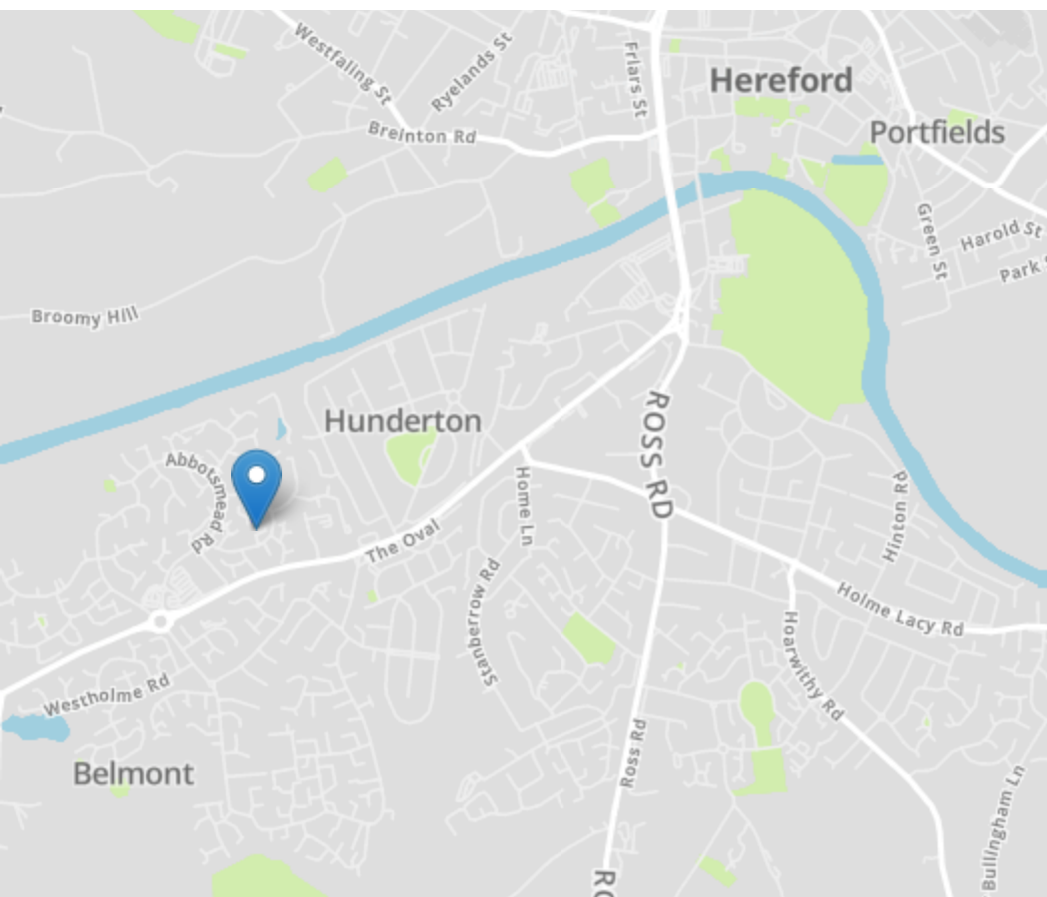 Westfaling St
Ryelands St
Friars St
Hereford
Breinton Rd
Portfields
Green St
Harold St
Park
Broomy Hill
Hunderton
ROSS RD
Abbotsmead Rd
Home Ln
Hinton Rd
The Oval
Stanberrow Rd
Holme Lacy Rd
Hoarwithy Rd
Westholme Rd
Ross Rd
Belmont
Bullingham Ln
RO